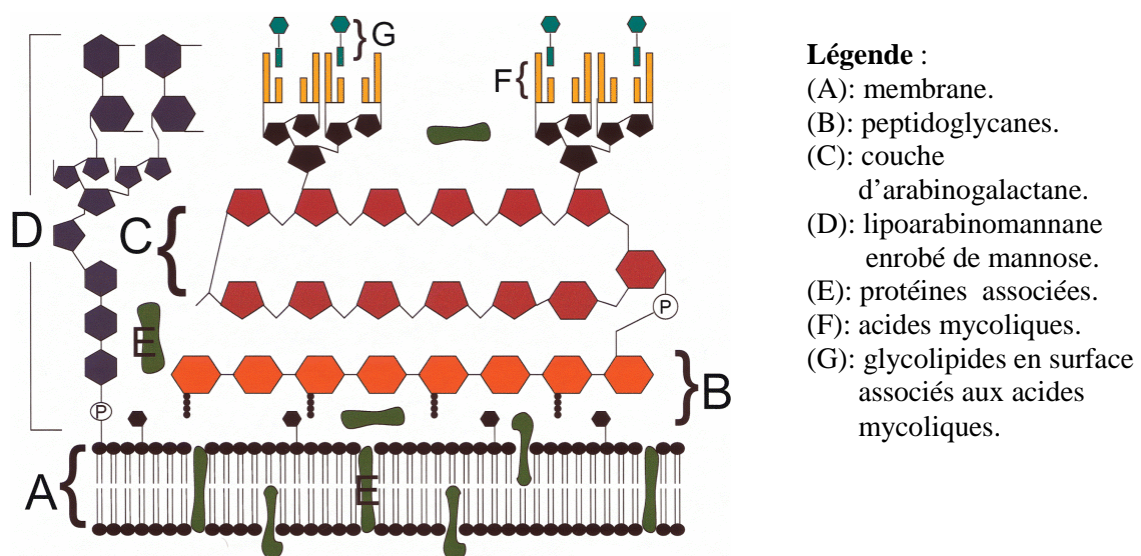 G
F
D
C
P
E
B
P
A
E
Légende :
(A): membrane.
(B): peptidoglycanes.
(C): couche
d’arabinogalactane.
(D): lipoarabinomannane
enrobé de mannose.
(E): protéines associées.
(F): acides mycoliques.
(G): glycolipides en surface
associés aux acides
mycoliques.